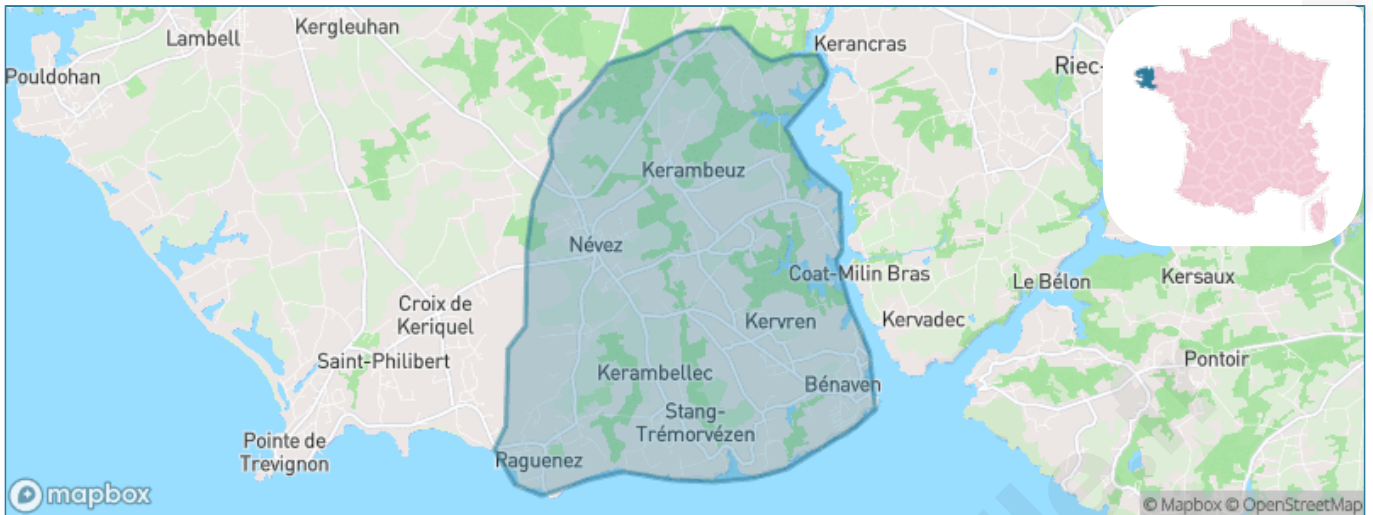 Lambell
Kergleuhan
Kerancras
Pouldohan
Riec-
Kerambeuz
Névez
Coat-Milin Bras
Le Bélon
Kersaux
Croix de
Keriquel
Kervren
Kervadec
Saint-Philibert
Pontoir
Kerambellec
Bénaven
Stang-
Trémorvézen
Pointe de
Trevignon
Raguenez
mapbox
© Mapbox © OpenStreetMap